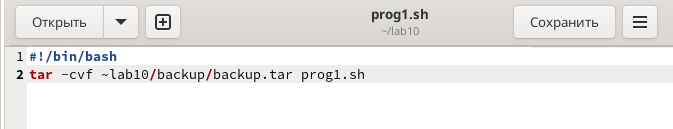 Открыть
prog1.sh
~/lab10
Сохранить
1 #!/bin/bash
2 tar -cvf ~lab10/backup/backup.tar prog1.sh